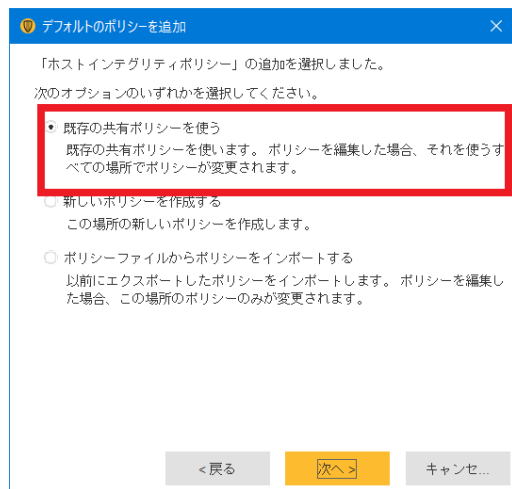 デフォルトのポリシーを追加
「ホストインテグリティポリシー」の追加を選択しました。
次のオプションのいずれかを選択してください。
既存の共有ポリシーを使う
既存の共有ポリシーを使います。 ポリシーを編集した場合、それを使うす
べての場所でポリシーが変更されます。
新しいポリシーを作成する
この場所の新しいポリシーを作成します。
ポリシーファイルからポリシーをインポートする
以前にエクスポートしたポリシーをインポートします。 ポリシーを編集し
た場合、この場所のポリシーのみが変更されます。
<戻る 次へ> キャンセ...